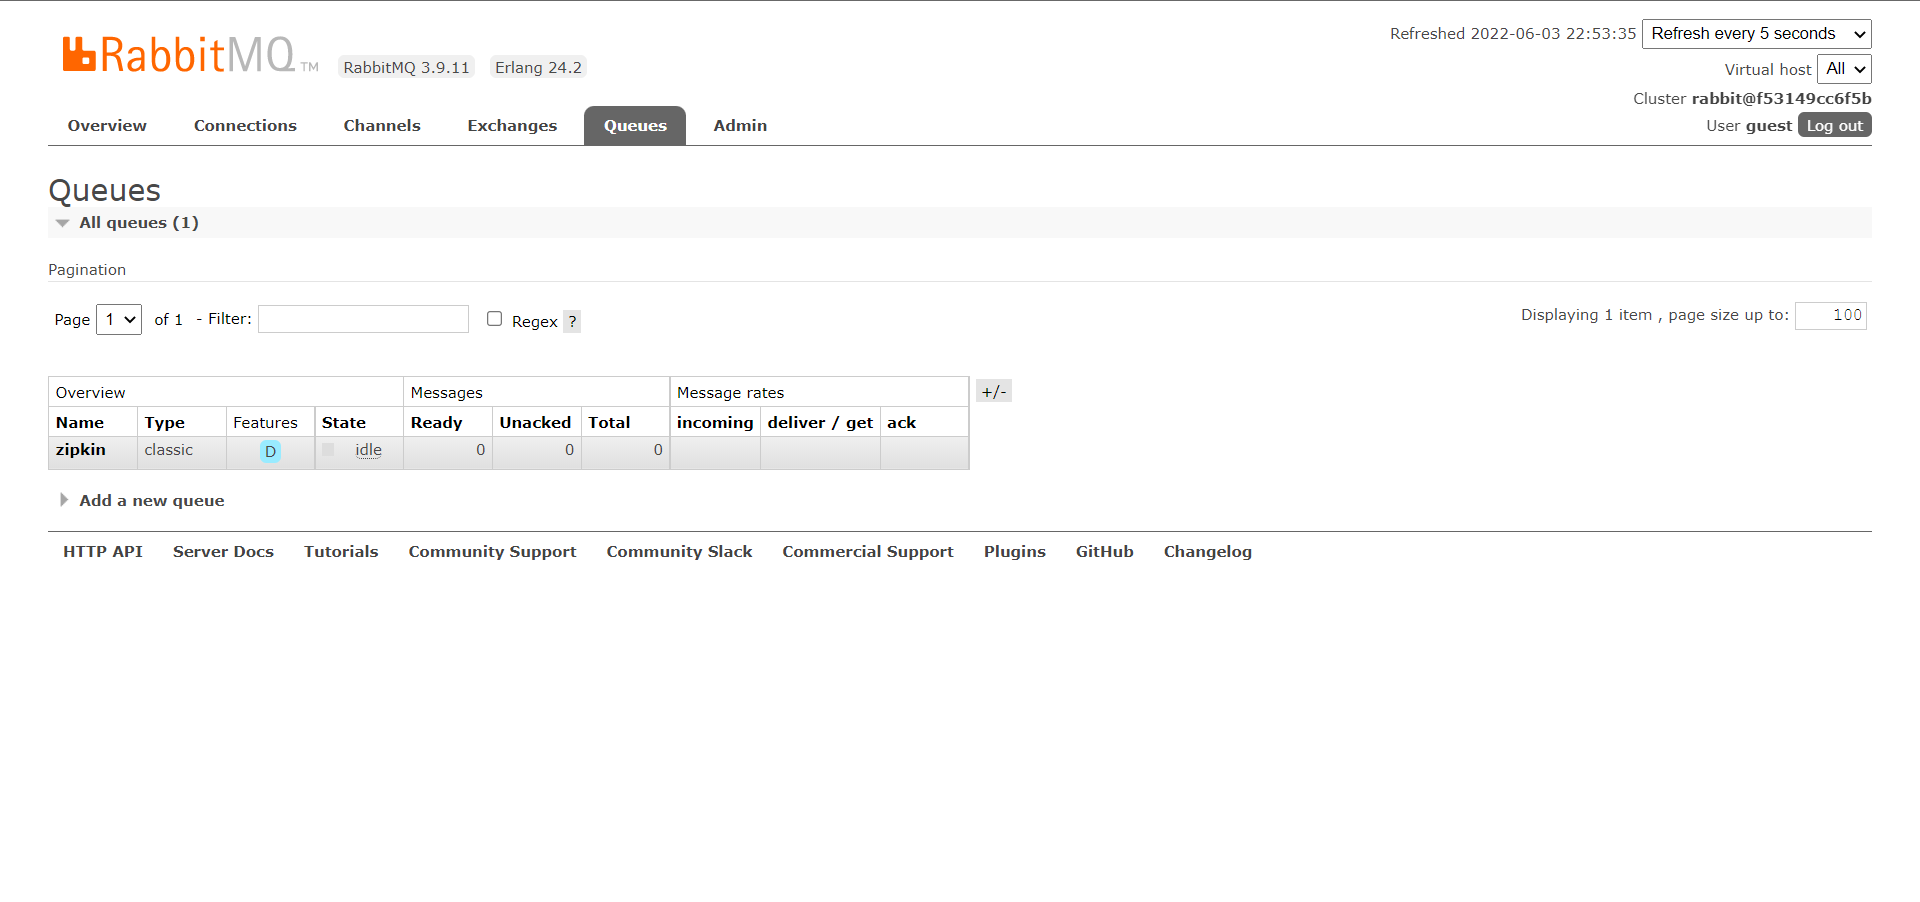 RabbitMQ TM RabbitMQ 3.9.11 Erlang 24.2
Refreshed 2022-06-03 22:53:35 Refresh every 5 seconds
Virtual host All
Cluster rabbit@f53149cc6f5b
User guest Log out
Overview Connections Channels Exchanges Queues Admin
Queues
All queues (1)
Pagination
Page 1 of 1 - Filter: Regex ?
Displaying 1 item , page size up to: 100
Overview Messages Message rates +/-
Name Type Features State Ready Unacked Total incoming deliver / get ack
zipkin classic D idle 0 0 0
Add a new queue
HTTP API Server Docs Tutorials Community Support Community Slack Commercial Support Plugins GitHub Changelog